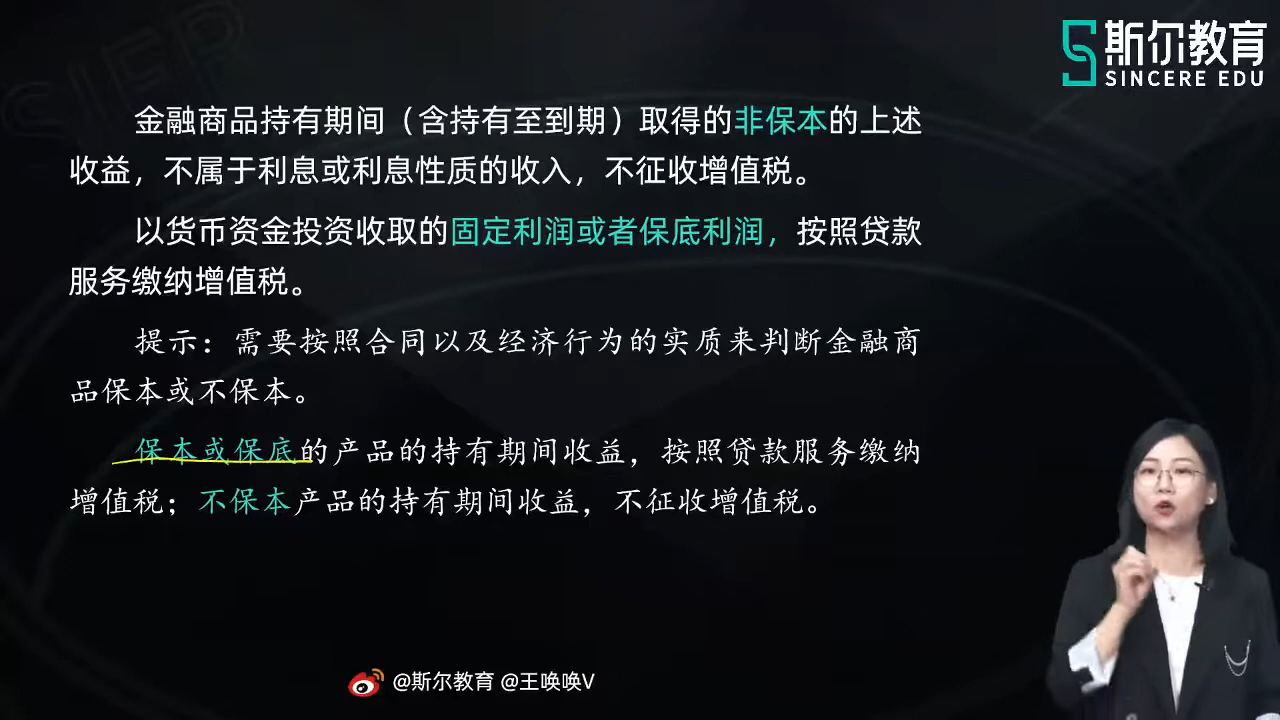 斯尔教育
SINCERE EDU
金融商品持有期间（含持有至到期）取得的非保本的上述
收益，不属于利息或利息性质的收入，不征收增值税。
以货币资金投资收取的固定利润或者保底利润，按照贷款
服务缴纳增值税。
提示：需要按照合同以及经济行为的实质来判断金融商
品保本或不保本。
保本或保底的产品的持有期间收益，按照贷款服务缴纳
增值税；不保本产品的持有期间收益，不征收增值税。
@斯尔教育 @王唤唤V